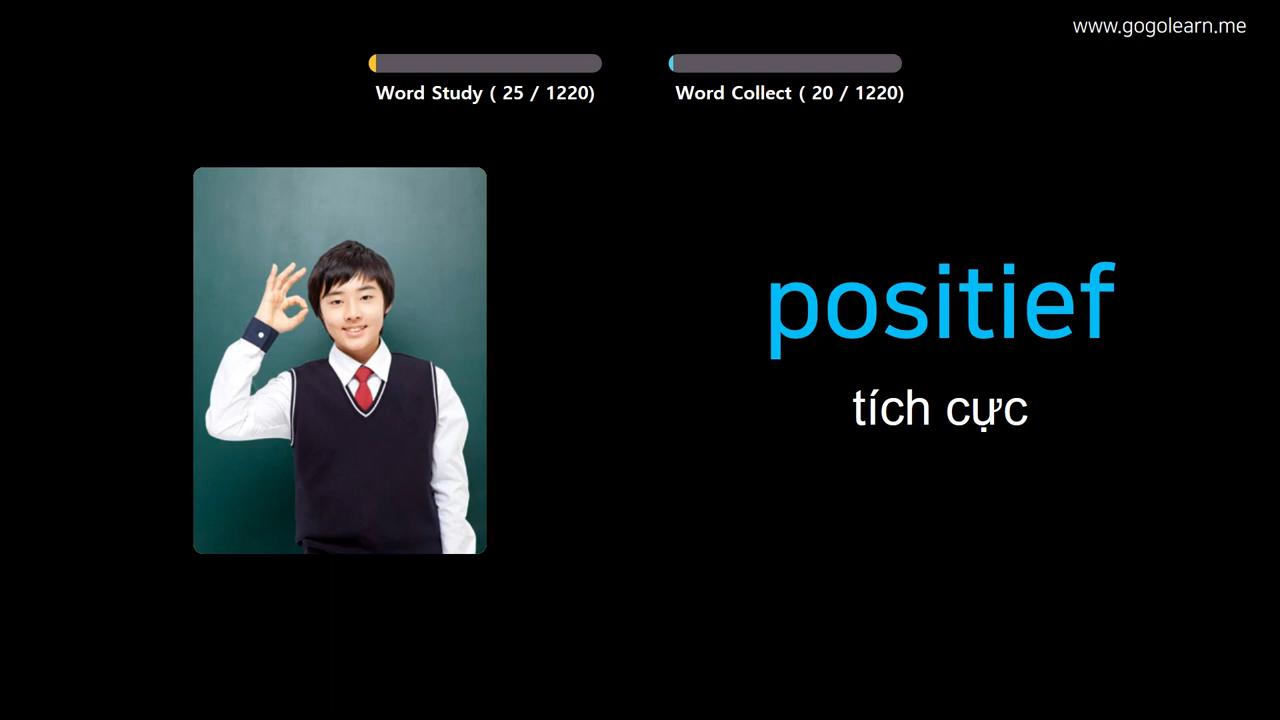 www.gogolearn.me
Word Study ( 25 / 1220)
Word Collect ( 20 / 1220)
positief
tích cực